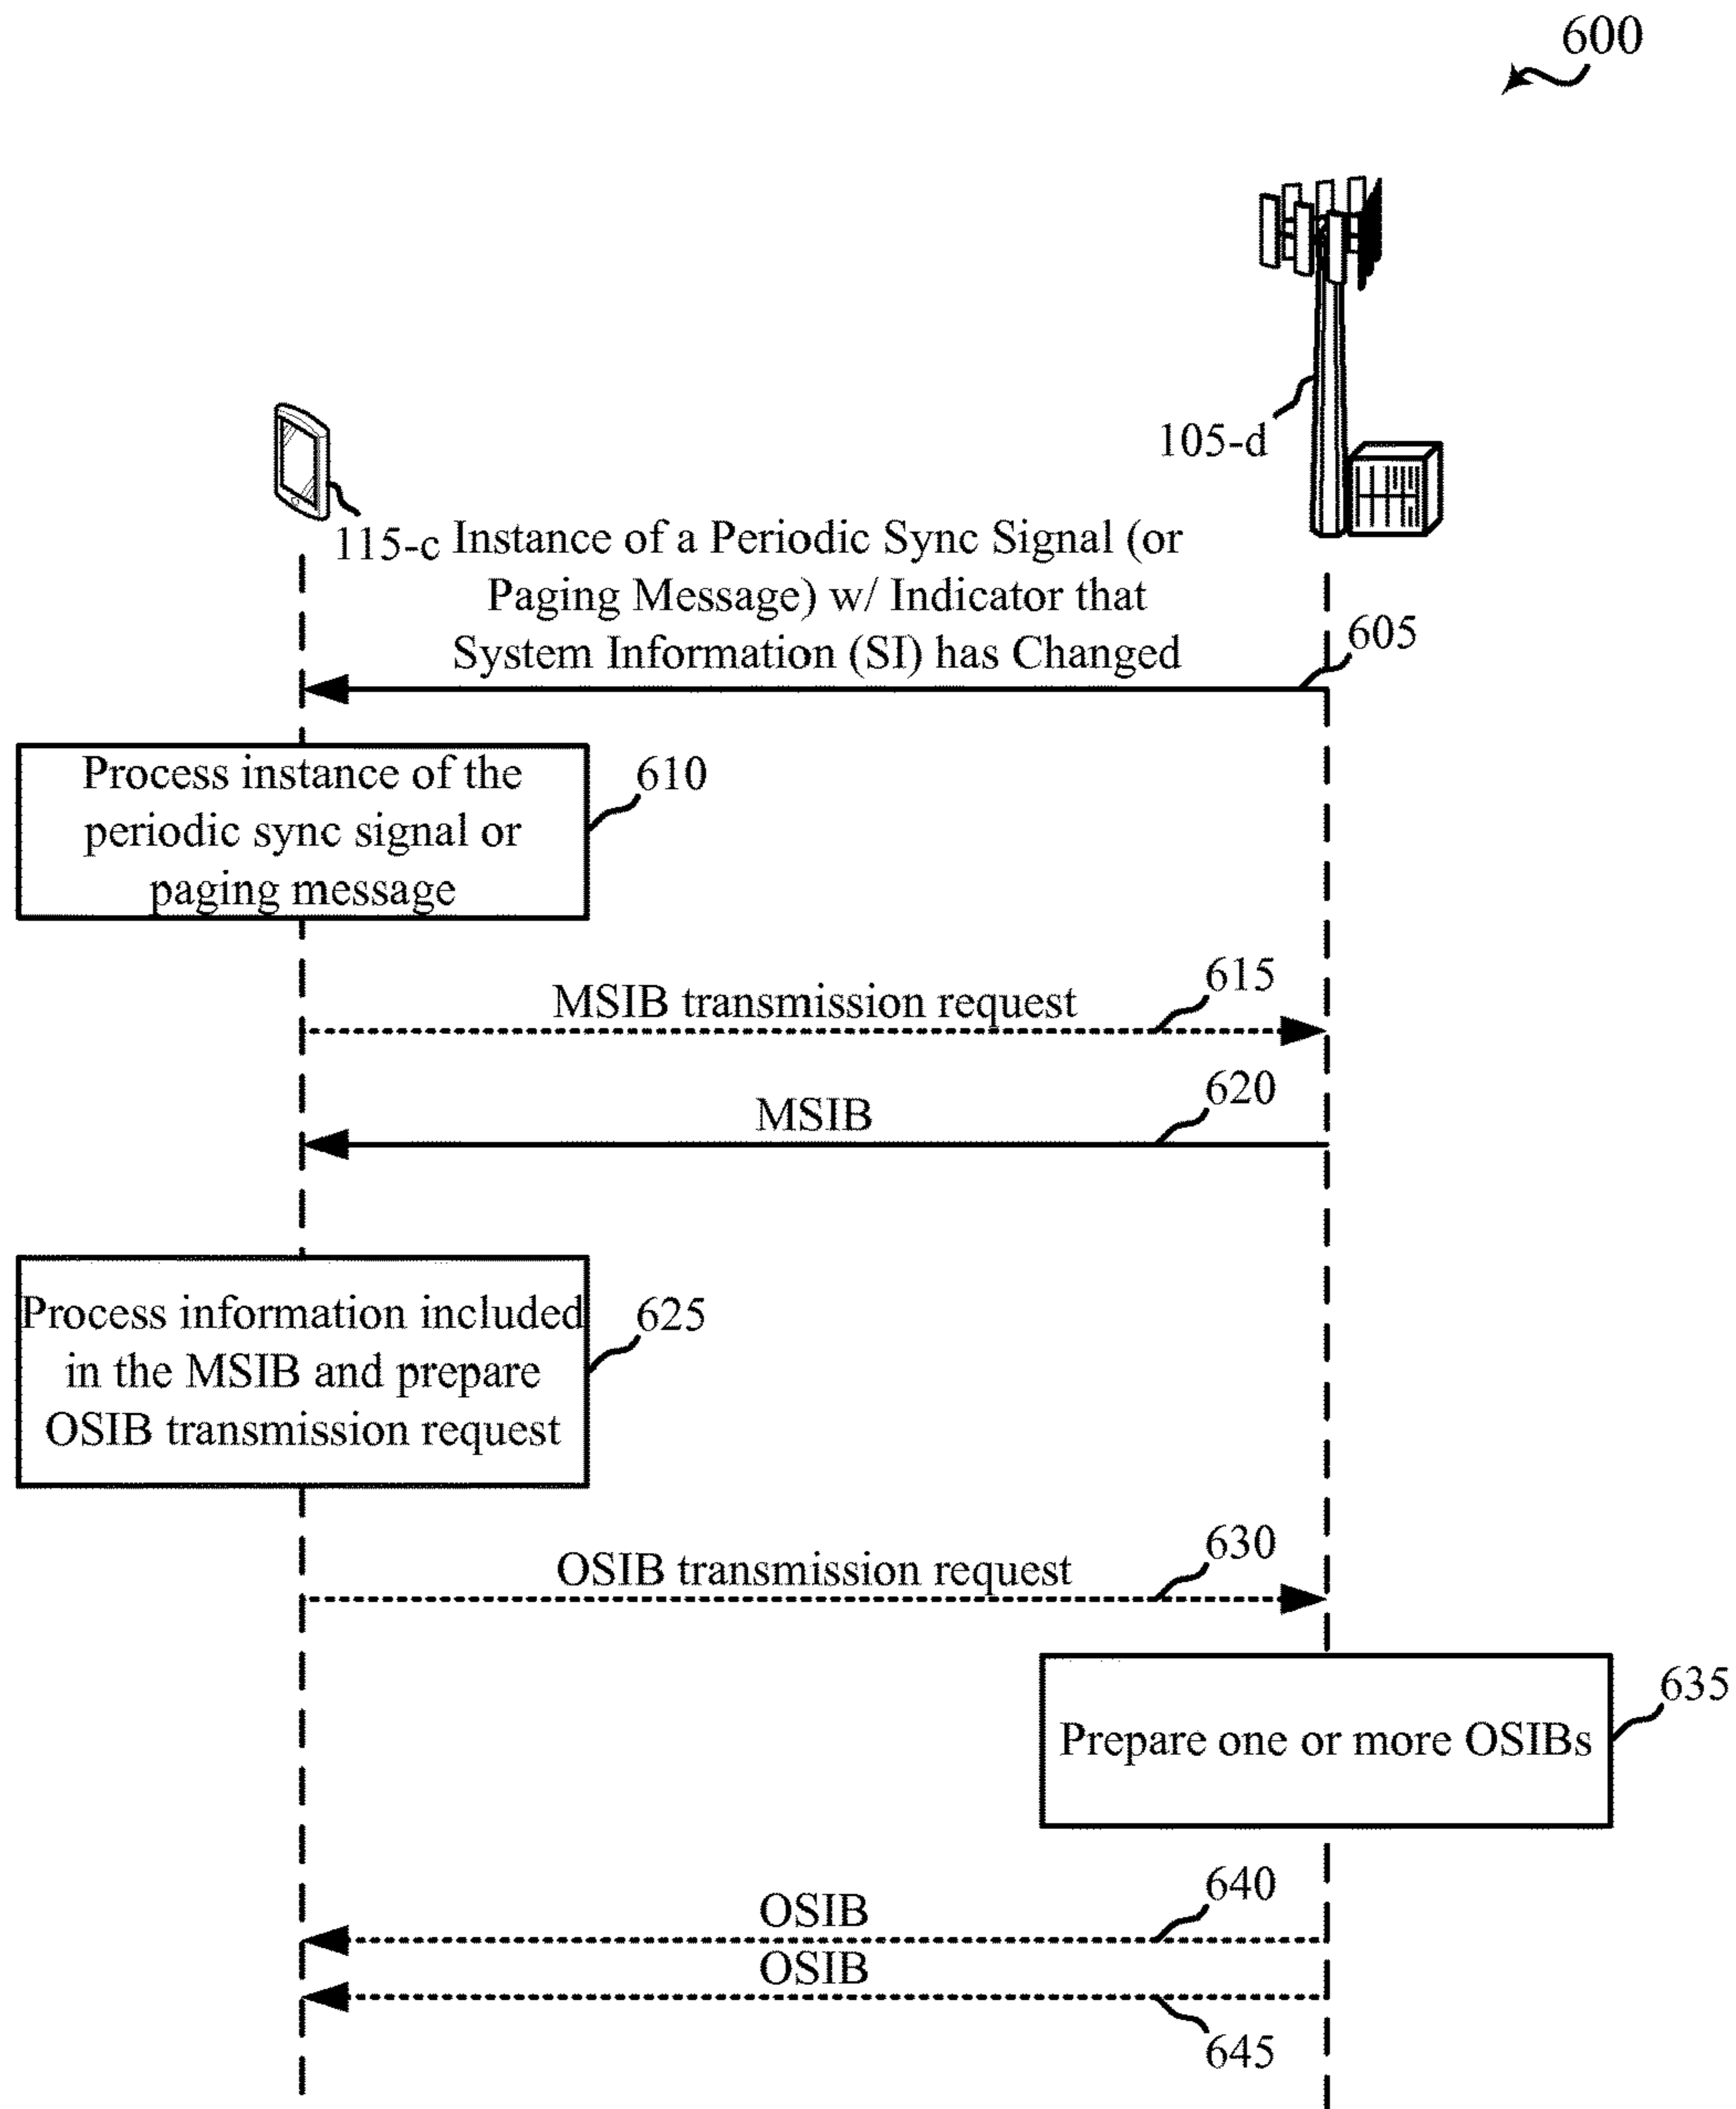 600
105-d
115-c
Instance of a Periodic Sync Signal (or
Paging Message) w/ Indicator that
System Information (SI) has Changed
605
Process instance of the
periodic sync signal or
paging message
610
MSIB transmission request
615
MSIB
620
Process information included
in the MSIB and prepare
OSIB transmission request
625
OSIB transmission request
630
Prepare one or more OSIBs
635
OSIB
640
OSIB
645